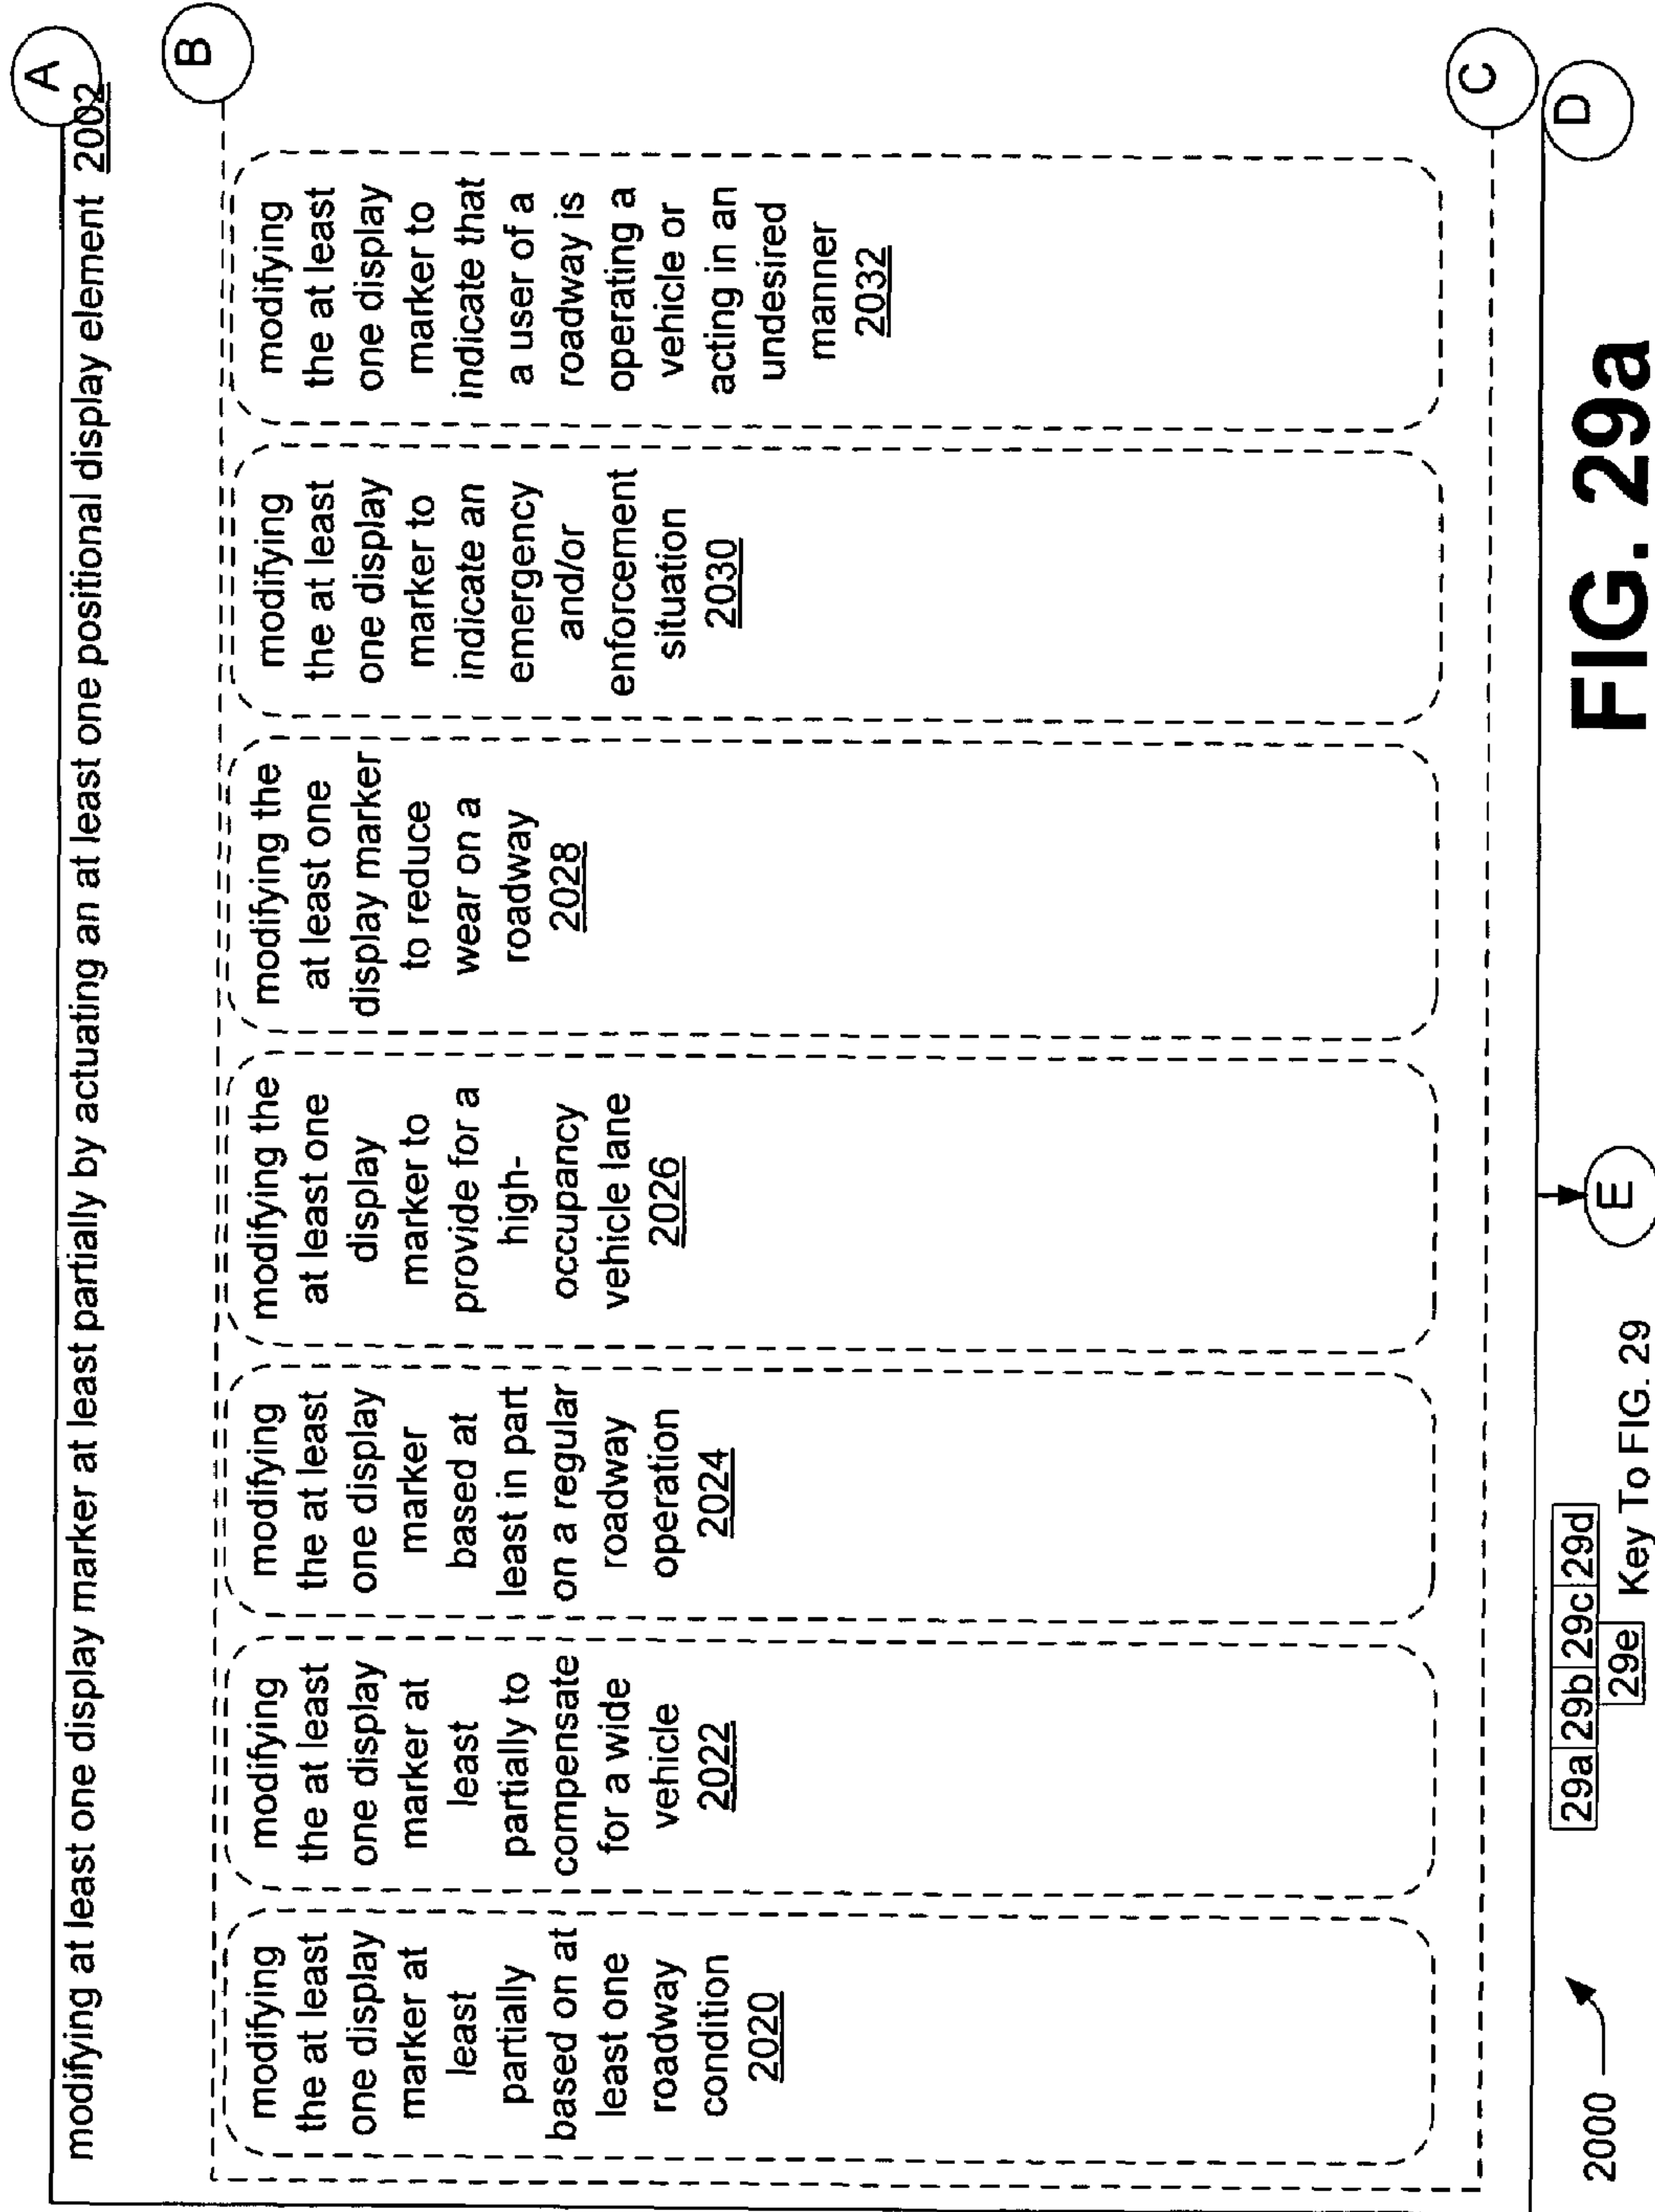 A
modifying at least one display marker at least partially by actuating an at least one positional display element 2002
B
modifying
the at least
one display
marker at
least
partially
based on at
least one
roadway
condition
2020
modifying
the at least
one display
marker at
least
partially to
compensate
for a wide
vehicle
2022
modifying
the at least
one display
marker
based at
least in part
on a regular
roadway
operation
2024
modifying the
at least one
display
marker to
provide for a
high-
occupancy
vehicle lane
2026
modifying the
at least one
display marker
to reduce
wear on a
roadway
2028
modifying
the at least
one display
marker to
indicate an
emergency
and/or
enforcement
situation
2030
modifying
the at least
one display
marker to
indicate that
a user of a
roadway is
operating a
vehicle or
acting in an
undesired
manner
2032
C
D
2000
29a 29b 29c 29d
29e
Key To FIG. 29
E
FIG. 29a